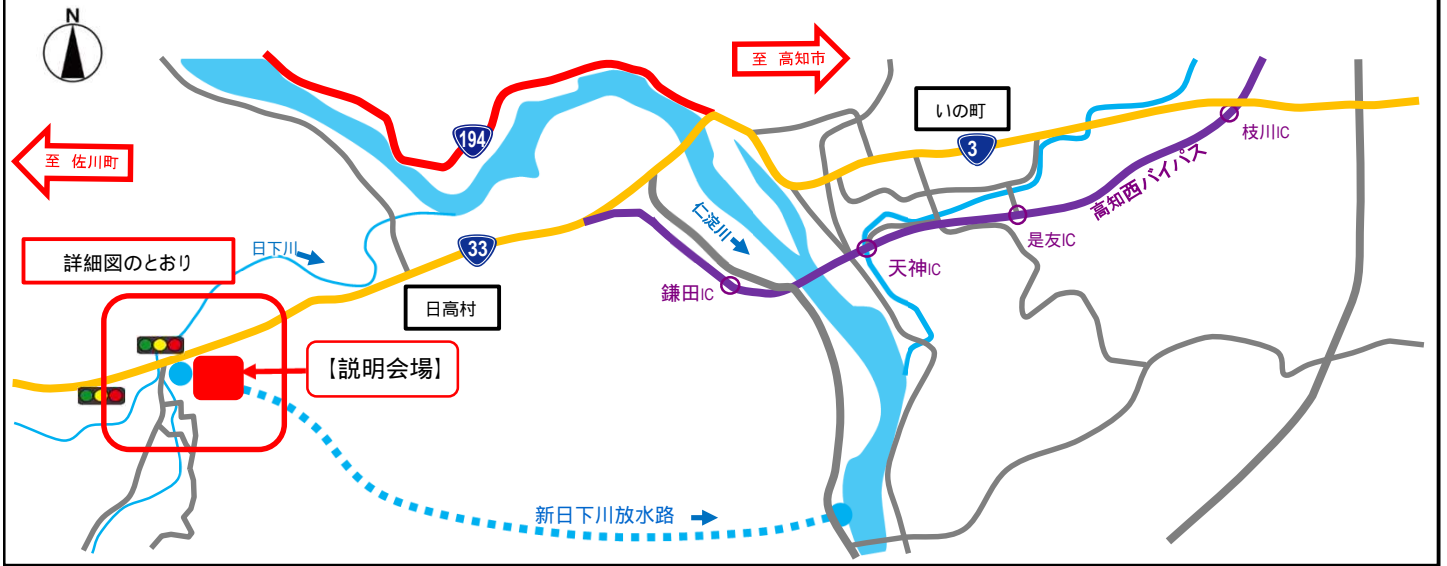 N
至 高知市
いの町
194
3
枝川IC
至 佐川町
高知西バイパス
仁淀川
是友IC
日下川
33
詳細図のとおり
天神IC
鎌田IC
日高村
【説明会場】
新日下川放水路